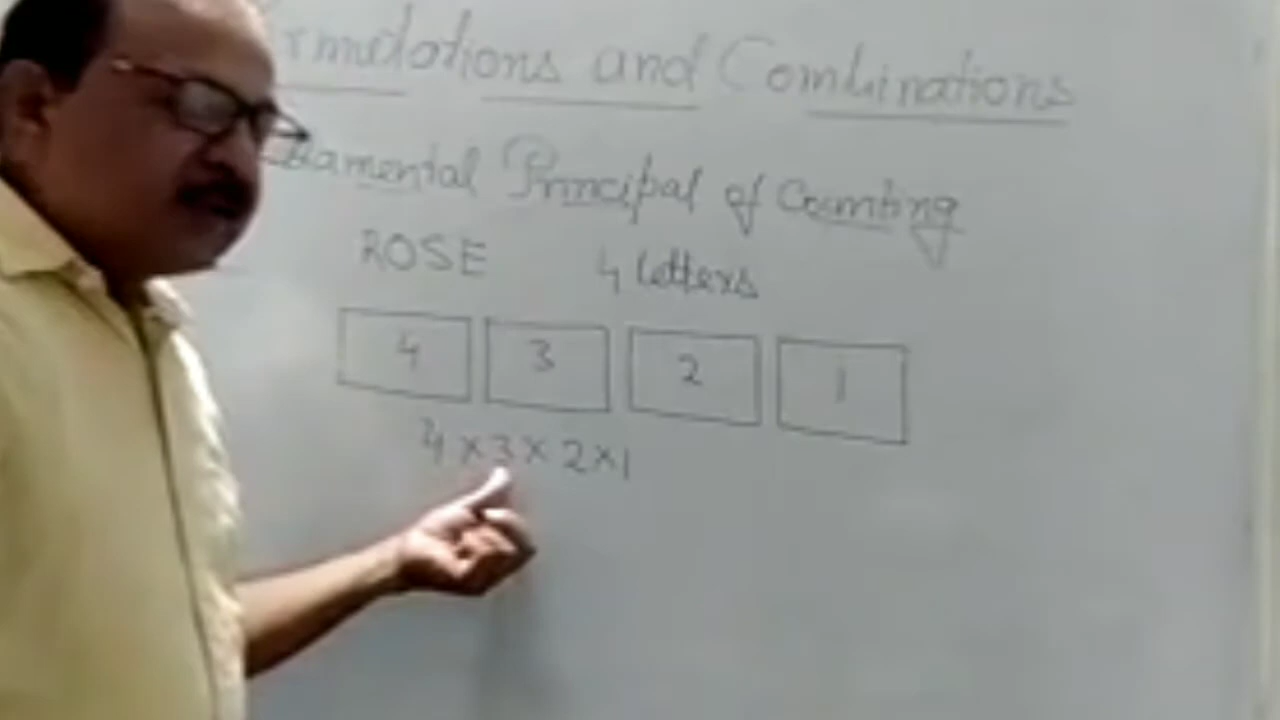 rmutations and Combinations
damental Principal of Counting
ROSE 4 letters
4 3 2 1
4 × 3 × 2 × 1